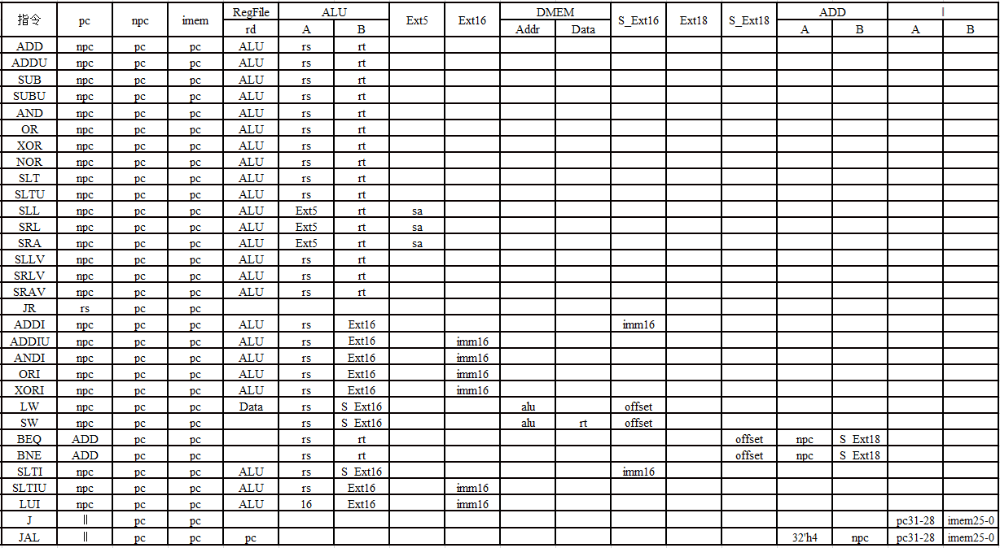 指令 pc npc imem RegFile ALU Ext5 Ext16 DMEM S_Ext16 Ext18 S_Ext18 ADD ||
rd A B Addr Data A B A B
ADD npc pc pc ALU rs rt
ADDU npc pc pc ALU rs rt
SUB npc pc pc ALU rs rt
SUBU npc pc pc ALU rs rt
AND npc pc pc ALU rs rt
OR npc pc pc ALU rs rt
XOR npc pc pc ALU rs rt
NOR npc pc pc ALU rs rt
SLT npc pc pc ALU rs rt
SLTU npc pc pc ALU rs rt
SLL npc pc pc ALU Ext5 rt sa
SRL npc pc pc ALU Ext5 rt sa
SRA npc pc pc ALU Ext5 rt sa
SLLV npc pc pc ALU rs rt
SRLV npc pc pc ALU rs rt
SRAV npc pc pc ALU rs rt
JR rs pc pc
ADDI npc pc pc ALU rs Ext16 imm16
ADDIU npc pc pc ALU rs Ext16 imm16
ANDI npc pc pc ALU rs Ext16 imm16
ORI npc pc pc ALU rs Ext16 imm16
XORI npc pc pc ALU rs Ext16 imm16
LW npc pc pc Data rs S_Ext16 alu offset
SW npc pc pc rs S_Ext16 alu rt offset
BEQ ADD pc pc rs rt offset npc S_Ext18
BNE ADD pc pc rs rt offset npc S_Ext18
SLTI npc pc pc ALU rs S_Ext16 imm16
SLTIU npc pc pc ALU rs Ext16 imm16
LUI npc pc pc ALU 16 Ext16 imm16
J || pc pc pc31-28 imem25-0
JAL || pc pc pc 32'h4 npc pc31-28 imem25-0